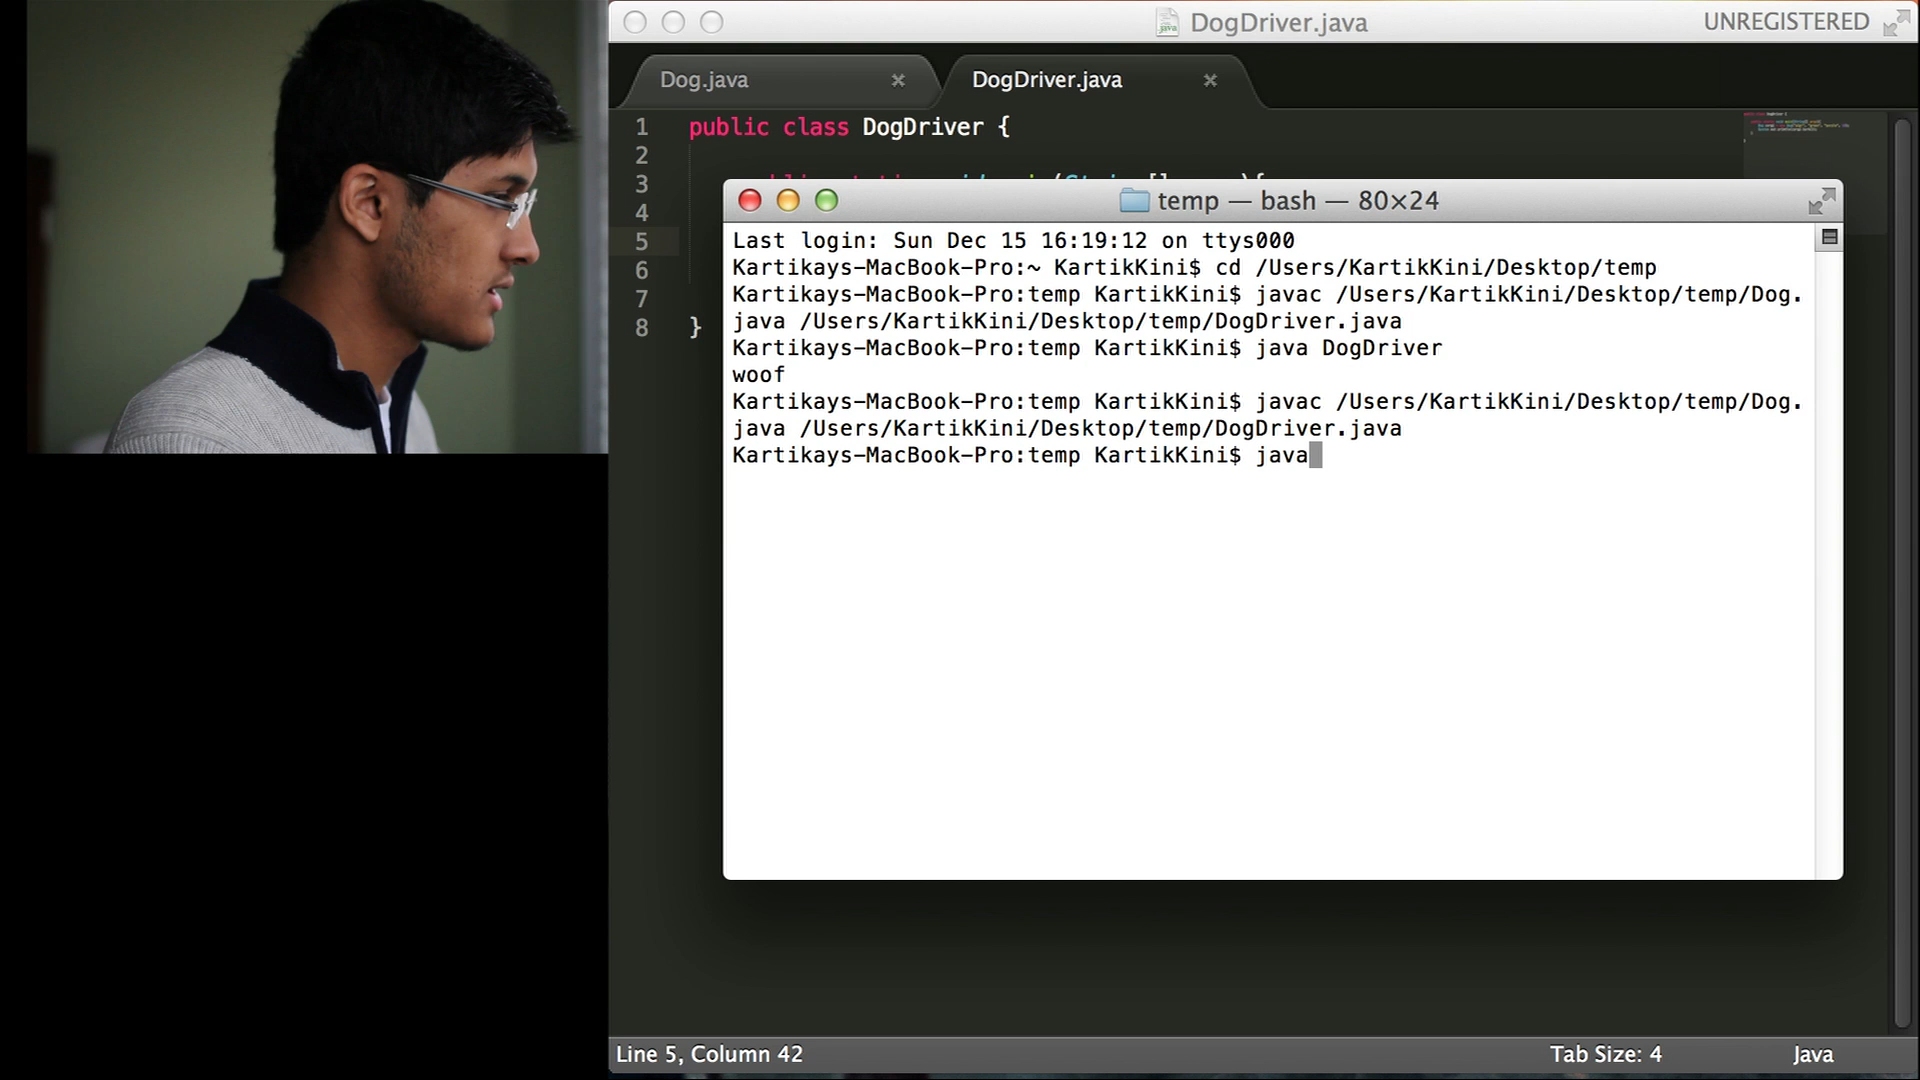 DogDriver.java
UNREGISTERED
Dog.java
DogDriver.java
1 public class DogDriver {
2
3
4
5
6
7
8 }
temp — bash — 80×24
Last login: Sun Dec 15 16:19:12 on ttys000
Kartikays-MacBook-Pro:~ KartikKini$ cd /Users/KartikKini/Desktop/temp
Kartikays-MacBook-Pro:temp KartikKini$ javac /Users/KartikKini/Desktop/temp/Dog.
java /Users/KartikKini/Desktop/temp/DogDriver.java
Kartikays-MacBook-Pro:temp KartikKini$ java DogDriver
woof
Kartikays-MacBook-Pro:temp KartikKini$ javac /Users/KartikKini/Desktop/temp/Dog.
java /Users/KartikKini/Desktop/temp/DogDriver.java
Kartikays-MacBook-Pro:temp KartikKini$ java
Line 5, Column 42
Tab Size: 4
Java